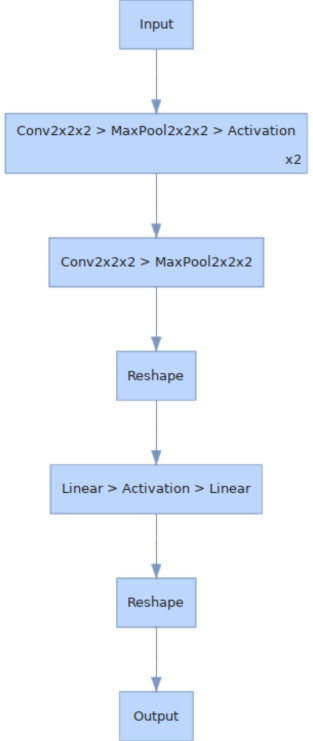 Input
Conv2x2x2 > MaxPool2x2x2 > Activation
x2
Conv2x2x2 > MaxPool2x2x2
Reshape
Linear > Activation > Linear
Reshape
Output